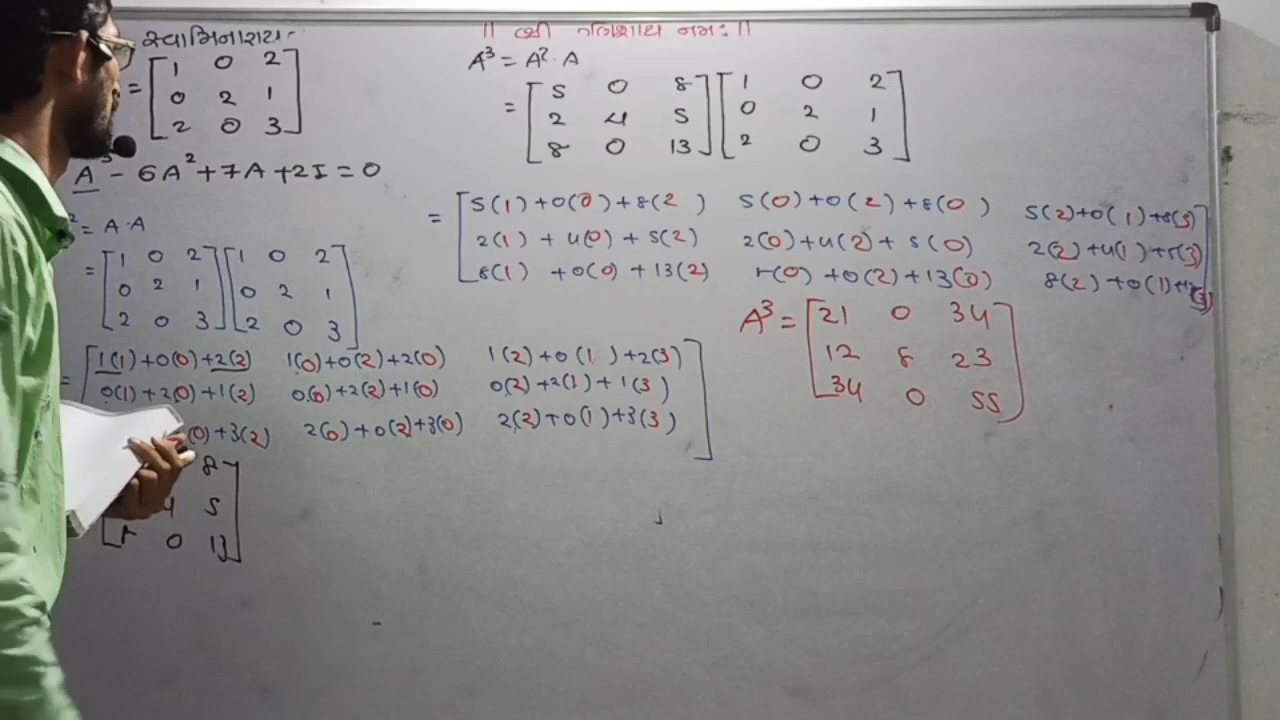 स्वामिनारायण
॥ श्री गणेशाय नमः ॥
= [1 0 2
0 2 1
2 0 3]
A³ - 6A² + 7A + 2I = 0
² = A·A
= [1 0 2] [1 0 2]
0 2 1 0 2 1
2 0 3 2 0 3
= [1(1)+0(0)+2(2) 1(0)+0(2)+2(0) 1(2)+0(1)+2(3)
0(1)+2(0)+1(2) 0(0)+2(2)+1(0) 0(2)+2(1)+1(3)
(0)+3(2) 2(0)+0(2)+3(0) 2(2)+0(1)+3(3)]
8
4 5
8 0 13]
A³ = A²·A
= [5 0 8] [1 0 2]
2 4 5 0 2 1
8 0 13 2 0 3
= [5(1)+0(0)+8(2) 5(0)+0(2)+8(0) 5(2)+0(1)+8(3)
2(1)+4(0)+5(2) 2(0)+4(2)+5(0) 2(2)+4(1)+5(3)
8(1)+0(0)+13(2) 8(0)+0(2)+13(0) 8(2)+0(1)+13(3)]
A³ = [21 0 34
12 8 23
34 0 55]